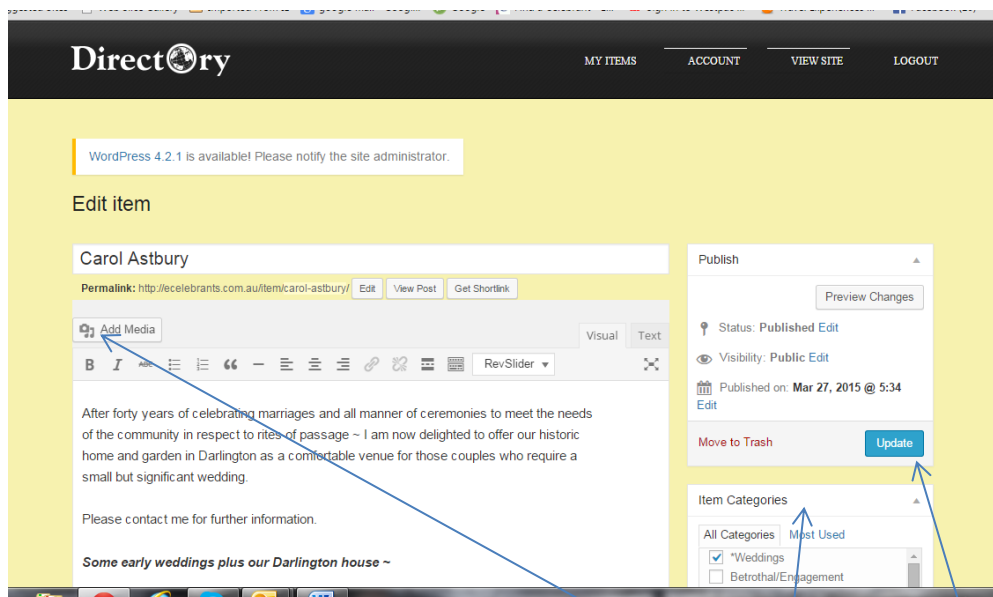 Directory
MY ITEMS ACCOUNT VIEW SITE LOGOUT
WordPress 4.2.1 is available! Please notify the site administrator.
Edit item
Carol Astbury
Permalink: http://ecelebrants.com.au/item/carol-astbury/ Edit View Post Get Shortlink
Add Media
Visual Text
B I ABC RevSlider
After forty years of celebrating marriages and all manner of ceremonies to meet the needs
of the community in respect to rites of passage ~ I am now delighted to offer our historic
home and garden in Darlington as a comfortable venue for those couples who require a
small but significant wedding.
Please contact me for further information.
Some early weddings plus our Darlington house ~
Publish
Preview Changes
Status: Published Edit
Visibility: Public Edit
Published on: Mar 27, 2015 @ 5:34
Edit
Move to Trash Update
Item Categories
All Categories Most Used
*Weddings
Betrothal/Engagement